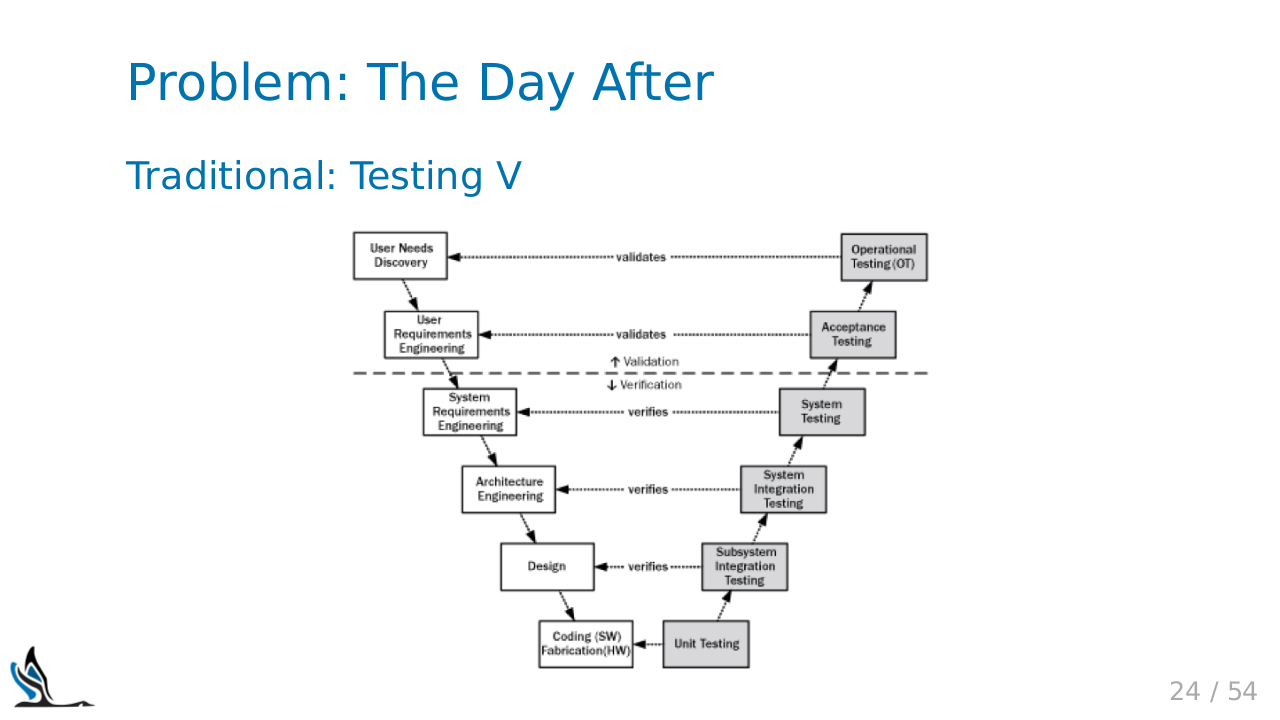 Problem: The Day After
Traditional: Testing V
User Needs
Discovery
validates
Operational
Testing (OT)
User
Requirements
Engineering
validates
Acceptance
Testing
↑ Validation
↓ Verification
System
Requirements
Engineering
verifies
System
Testing
Architecture
Engineering
verifies
System
Integration
Testing
Design
verifies
Subsystem
Integration
Testing
Coding (SW)
Fabrication(HW)
Unit Testing
24 / 54